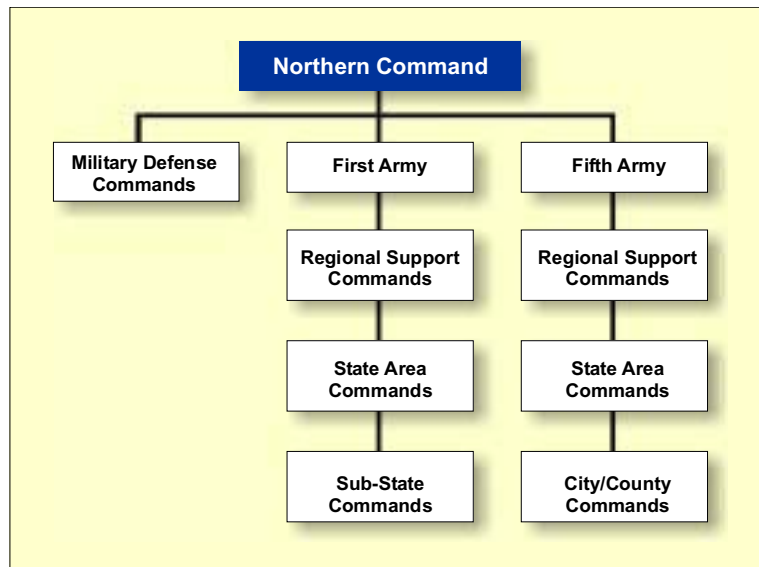 Northern Command
Military Defense
Commands
First Army
Fifth Army
Regional Support
Commands
Regional Support
Commands
State Area
Commands
State Area
Commands
Sub-State
Commands
City/County
Commands